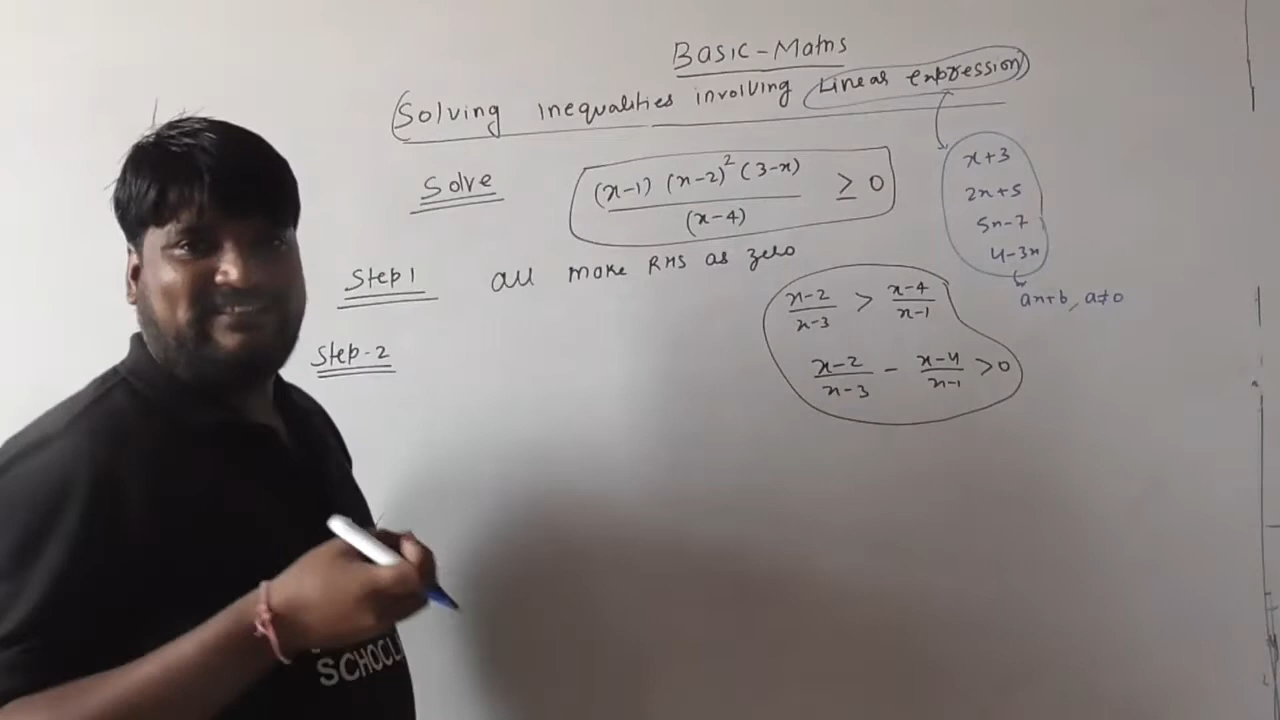 Basic-Maths
Solving inequalities involving Linear expression
Solve
(x-1) (x-2)² (3-x)
(x-4)
≥ 0
x+3
2x+5
5x-7
4-3x
ax+b, a≠0
Step 1 all make RHS as zero
x-2
x-3
>
x-4
x-1
Step-2
x-2
x-3
-
x-4
x-1
>0
SCHOOL